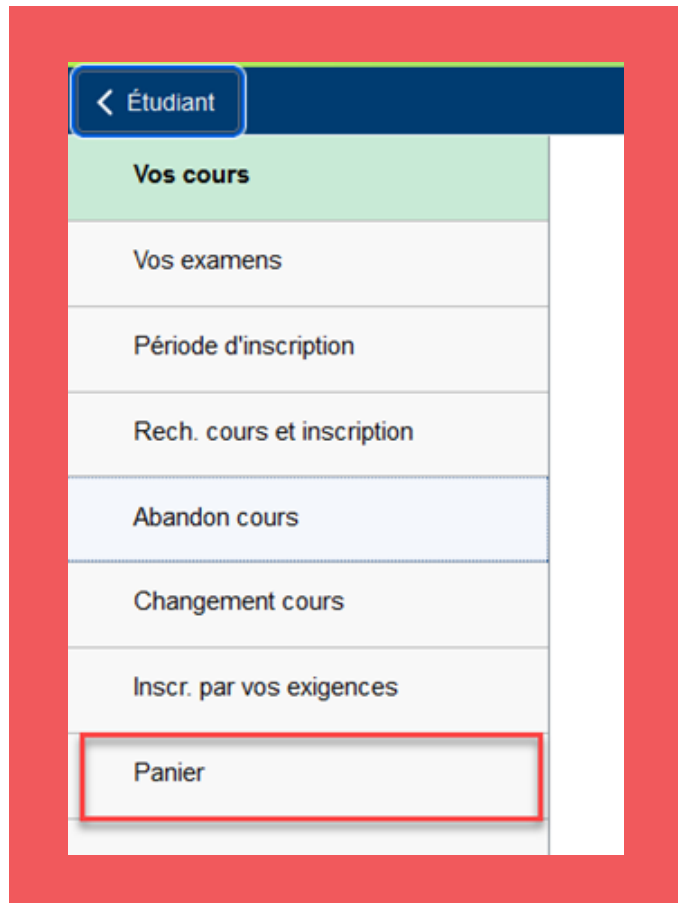 Étudiant
Vos cours
Vos examens
Période d'inscription
Rech. cours et inscription
Abandon cours
Changement cours
Inscr. par vos exigences
Panier